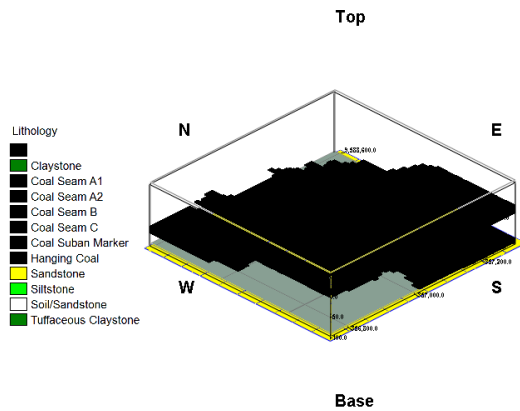 Top
N
E
Lithology
Claystone
Coal Seam A1
Coal Seam A2
Coal Seam B
Coal Seam C
Coal Suban Marker
Hanging Coal
Sandstone
Siltstone
Soil/Sandstone
Tuffaceous Claystone
W
S
Base